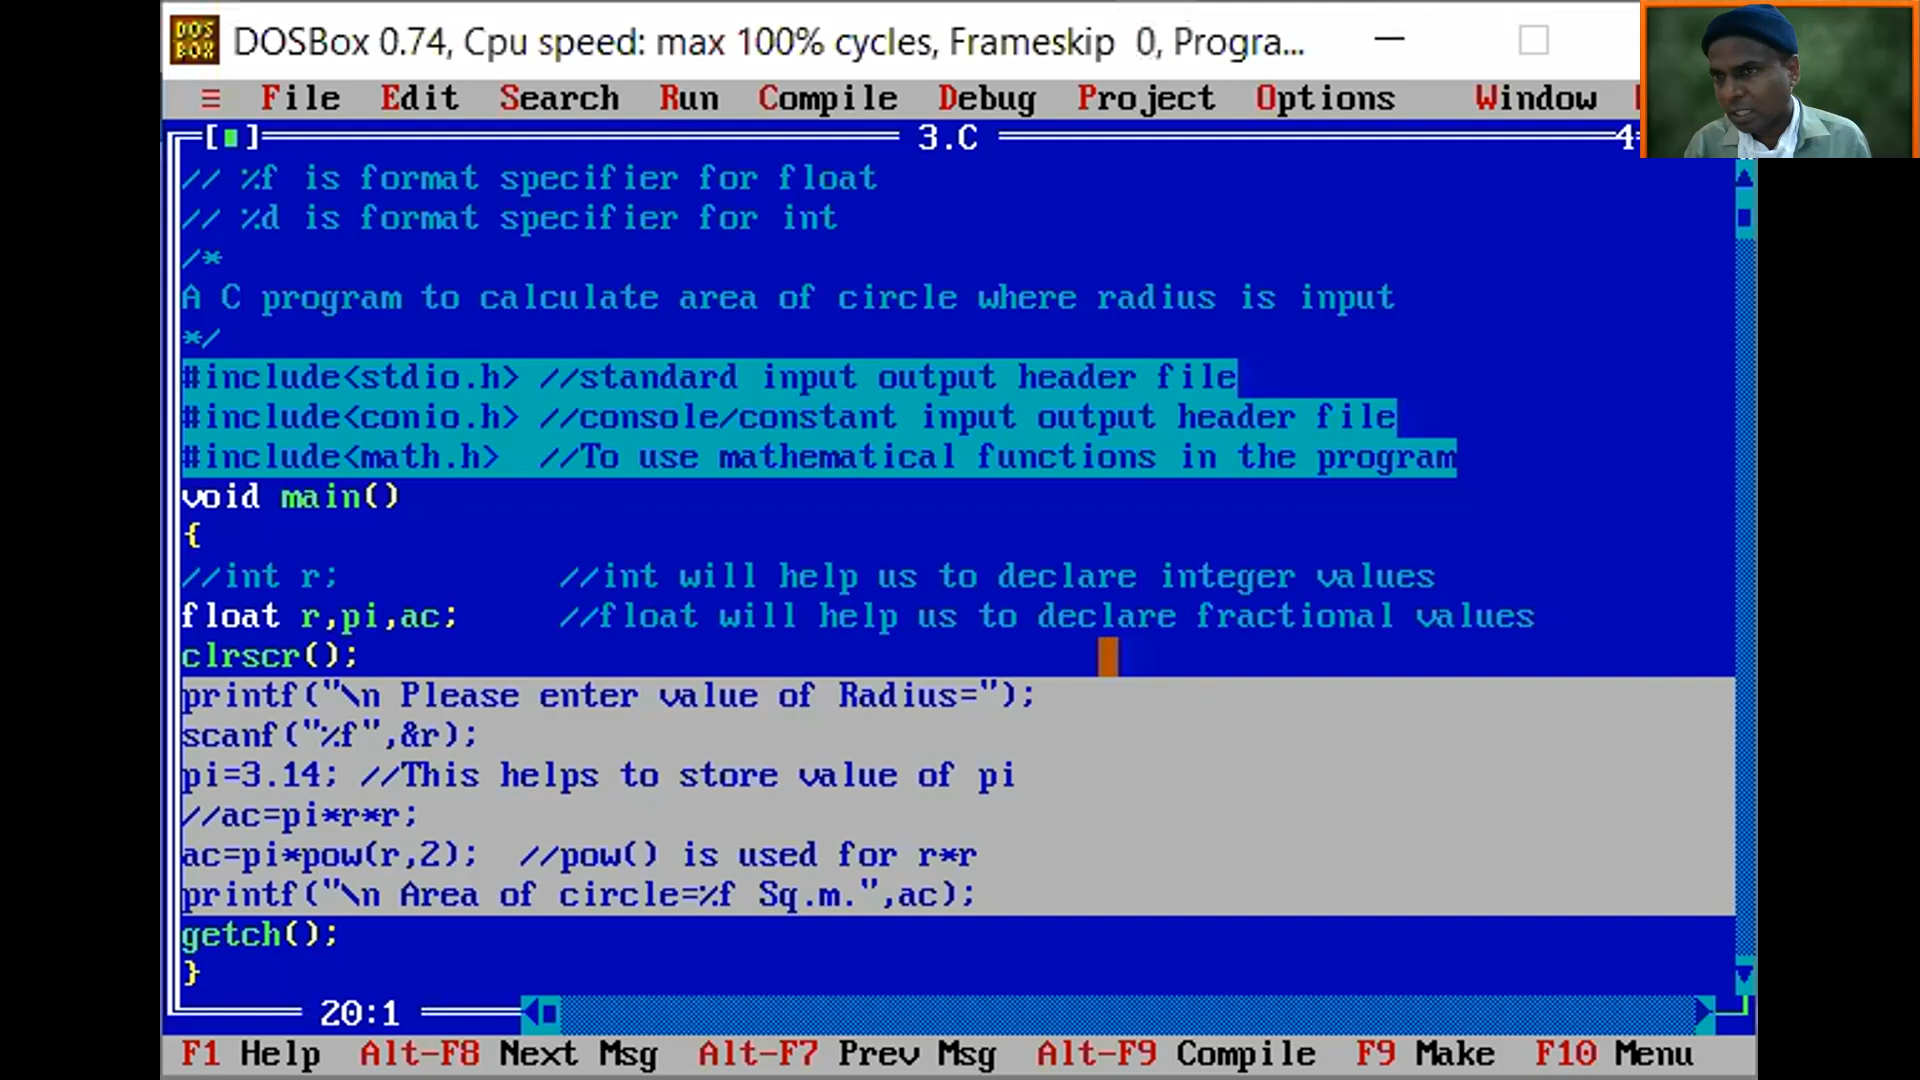 DOS
BOX
DOSBox 0.74, Cpu speed: max 100% cycles, Frameskip 0, Progra...
≡ File Edit Search Run Compile Debug Project Options Window
[■] 3.C 4
// %f is format specifier for float
// %d is format specifier for int
/*
A C program to calculate area of circle where radius is input
*/
#include<stdio.h> //standard input output header file
#include<conio.h> //console/constant input output header file
#include<math.h> //To use mathematical functions in the program
void main()
{
//int r; //int will help us to declare integer values
float r,pi,ac; //float will help us to declare fractional values
clrscr();
printf("\n Please enter value of Radius=");
scanf("%f",&r);
pi=3.14; //This helps to store value of pi
//ac=pi*r*r;
ac=pi*pow(r,2); //pow() is used for r*r
printf("\n Area of circle=%f Sq.m.",ac);
getch();
}
20:1
F1 Help Alt-F8 Next Msg Alt-F7 Prev Msg Alt-F9 Compile F9 Make F10 Menu